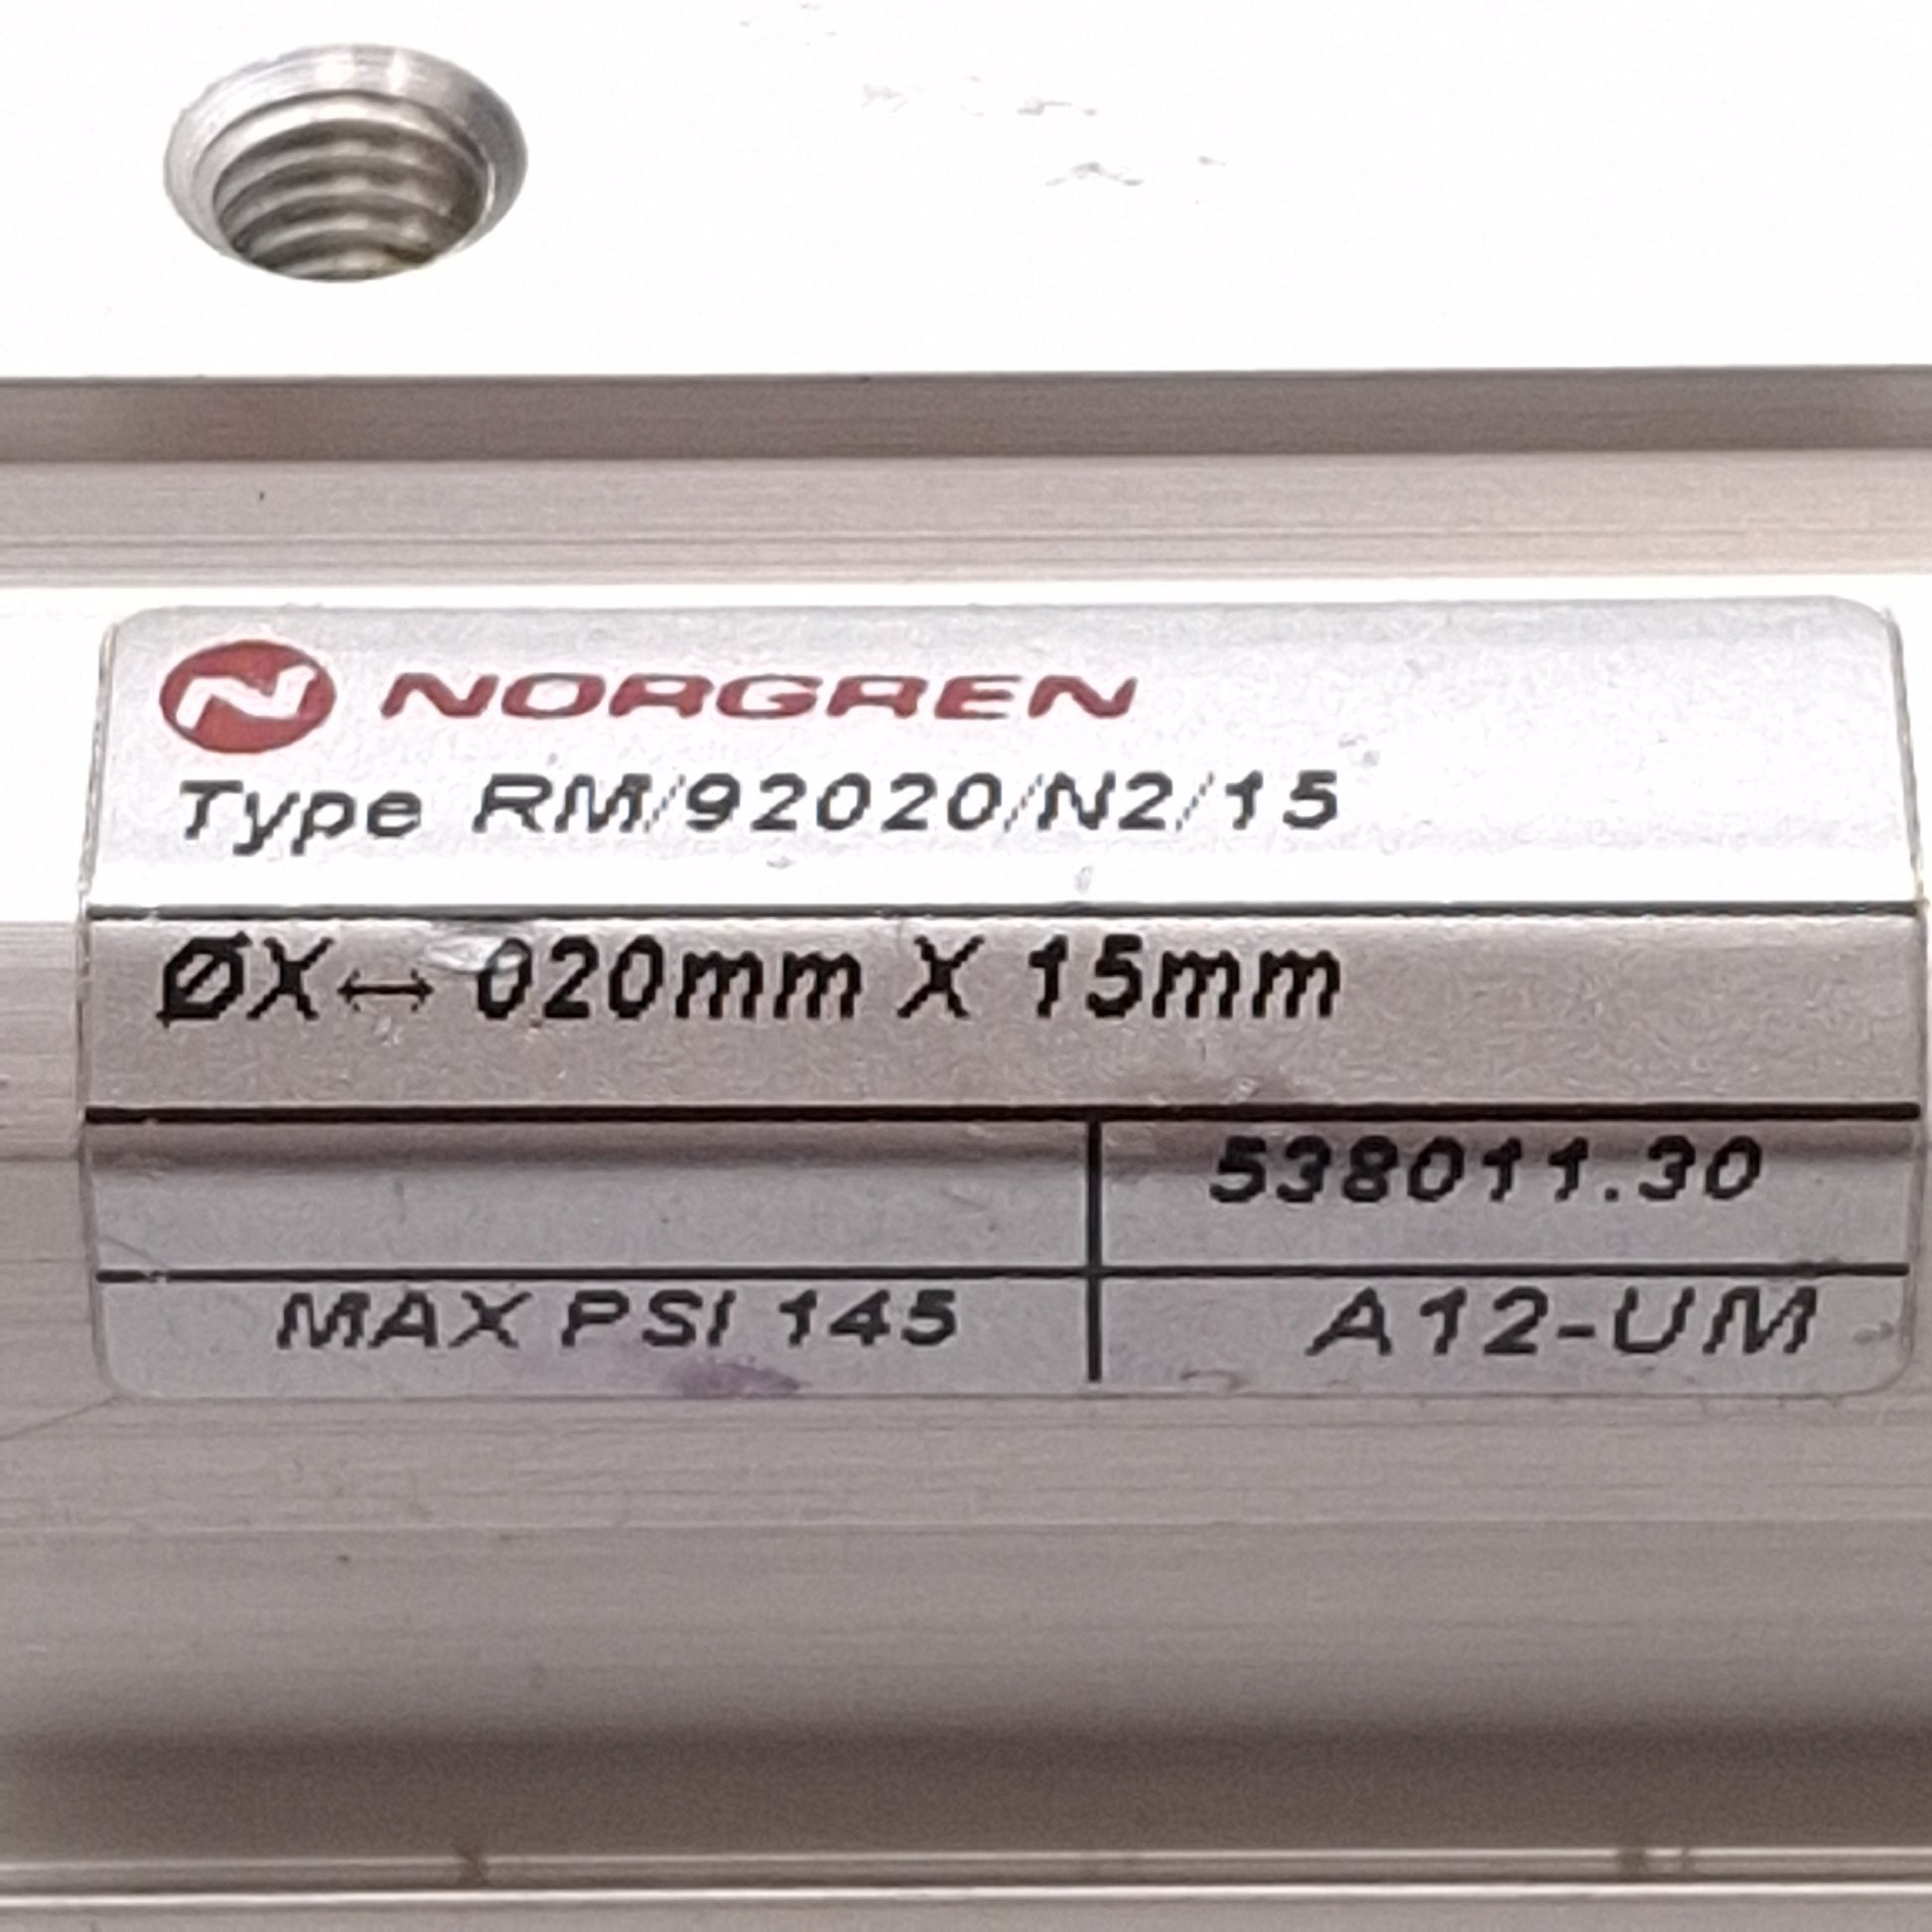 N NORGREN
Type RM/92020/N2/15
ØX↔ 020mm X 15mm
538011.30
MAX PSI 145
A12-UM